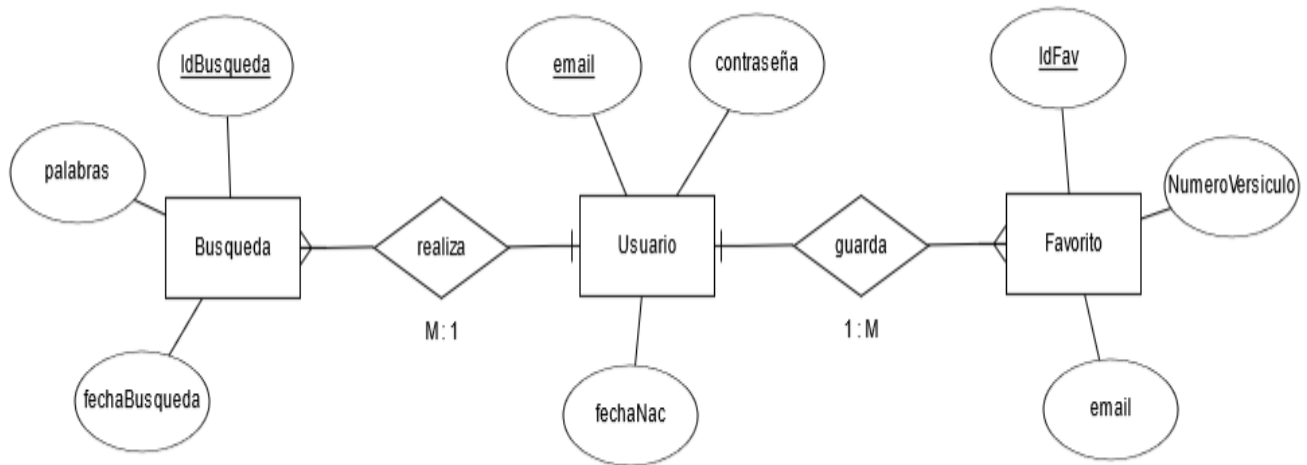 IdBusqueda
email
contraseña
IdFav
palabras
NumeroVersiculo
Busqueda
realiza
Usuario
guarda
Favorito
M : 1
1 : M
fechaBusqueda
fechaNac
email